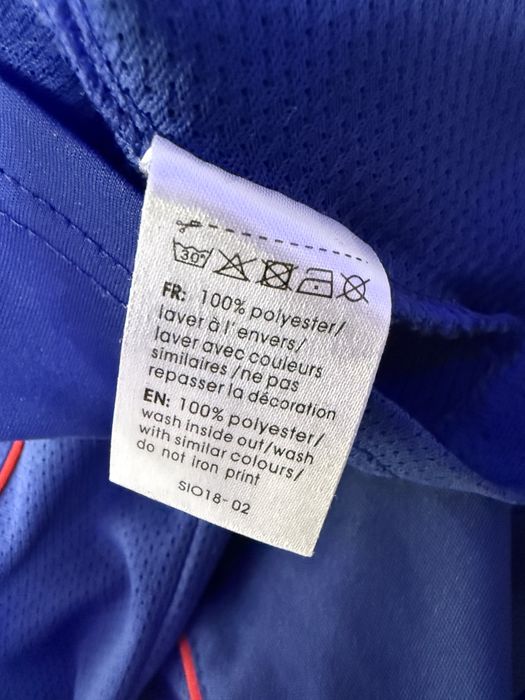 30°
FR: 100% polyester/
laver à l'envers/
laver avec couleurs
similaires/ne pas
repasser la décoration
EN: 100% polyester/
wash inside out/wash
with similar colours/
do not iron print
SIO18-02